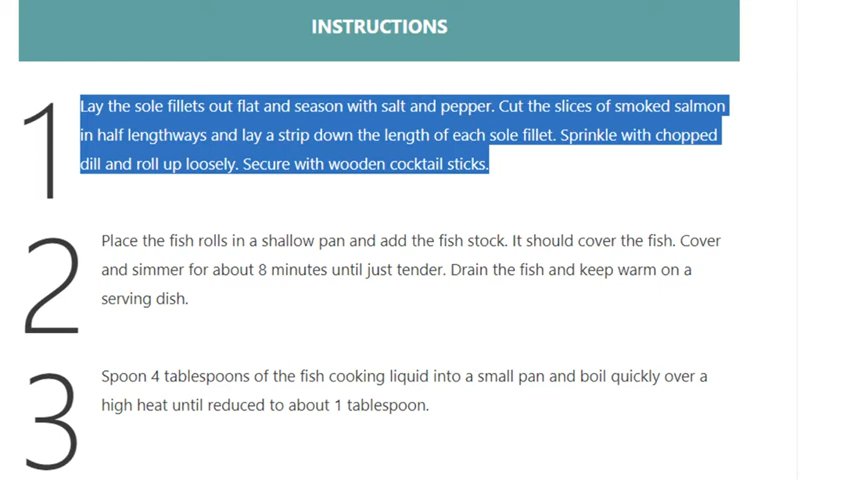 INSTRUCTIONS
1
Lay the sole fillets out flat and season with salt and pepper. Cut the slices of smoked salmon
in half lengthways and lay a strip down the length of each sole fillet. Sprinkle with chopped
dill and roll up loosely. Secure with wooden cocktail sticks.
2
Place the fish rolls in a shallow pan and add the fish stock. It should cover the fish. Cover
and simmer for about 8 minutes until just tender. Drain the fish and keep warm on a
serving dish.
3
Spoon 4 tablespoons of the fish cooking liquid into a small pan and boil quickly over a
high heat until reduced to about 1 tablespoon.